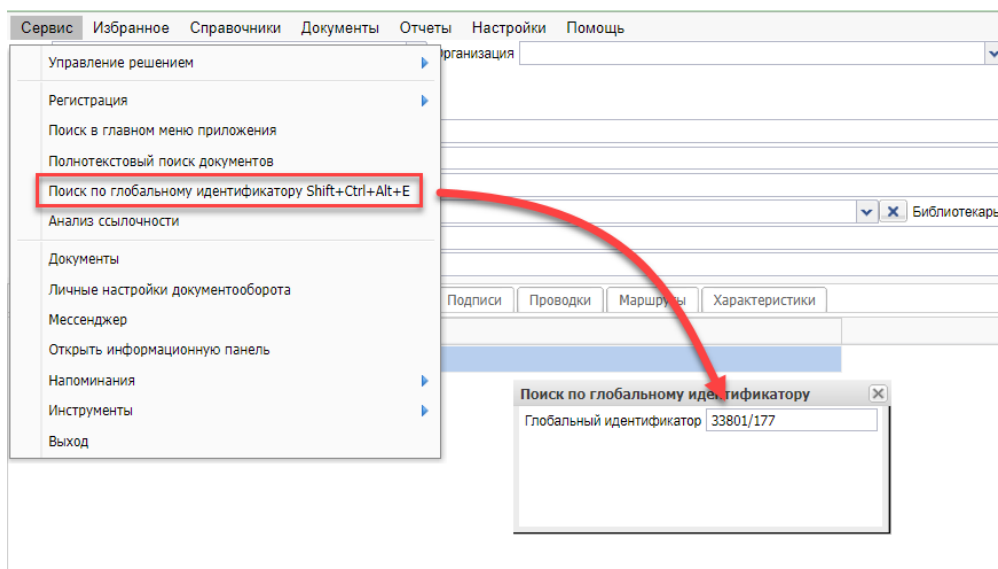 Сервис Избранное Справочники Документы Отчеты Настройки Помощь
Управление решением
Организация
Регистрация
Поиск в главном меню приложения
Полнотекстовый поиск документов
Поиск по глобальному идентификатору Shift+Ctrl+Alt+E
Анализ ссылочности
Библиотекарь
Документы
Личные настройки документооборота
Подписи Проводки Маршруты Характеристики
Мессенджер
Открыть информационную панель
Напоминания
Инструменты
Выход
Поиск по глобальному идентификатору
Глобальный идентификатор 33801/177